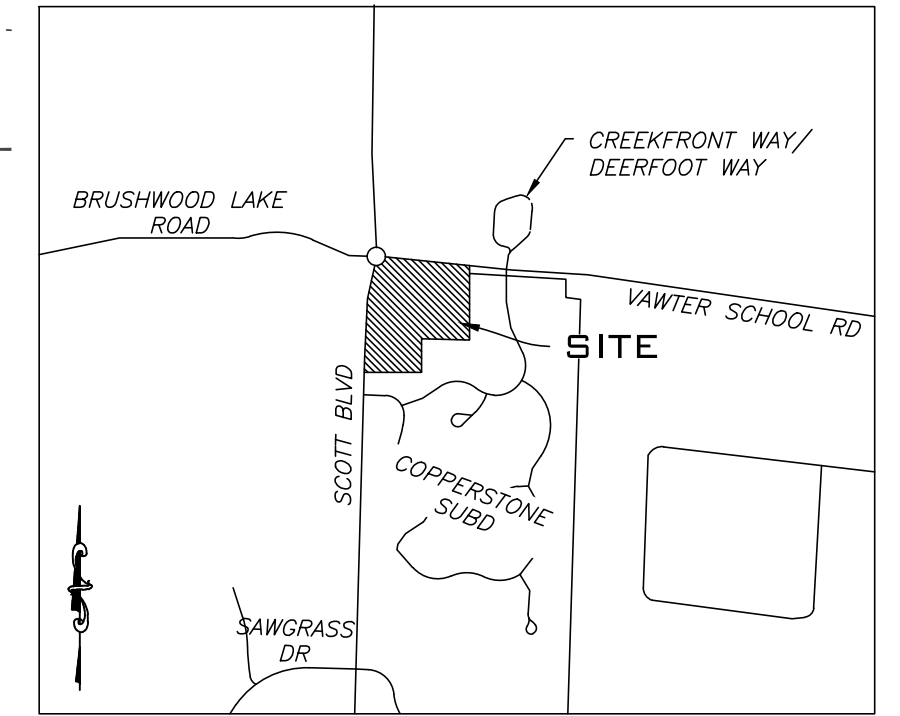 CREEKFRONT WAY/
DEERFOOT WAY
BRUSHWOOD LAKE
ROAD
VAWTER SCHOOL RD
SITE
SCOTT BLVD
COPPERSTONE
SUBD
SAWGRASS
DR